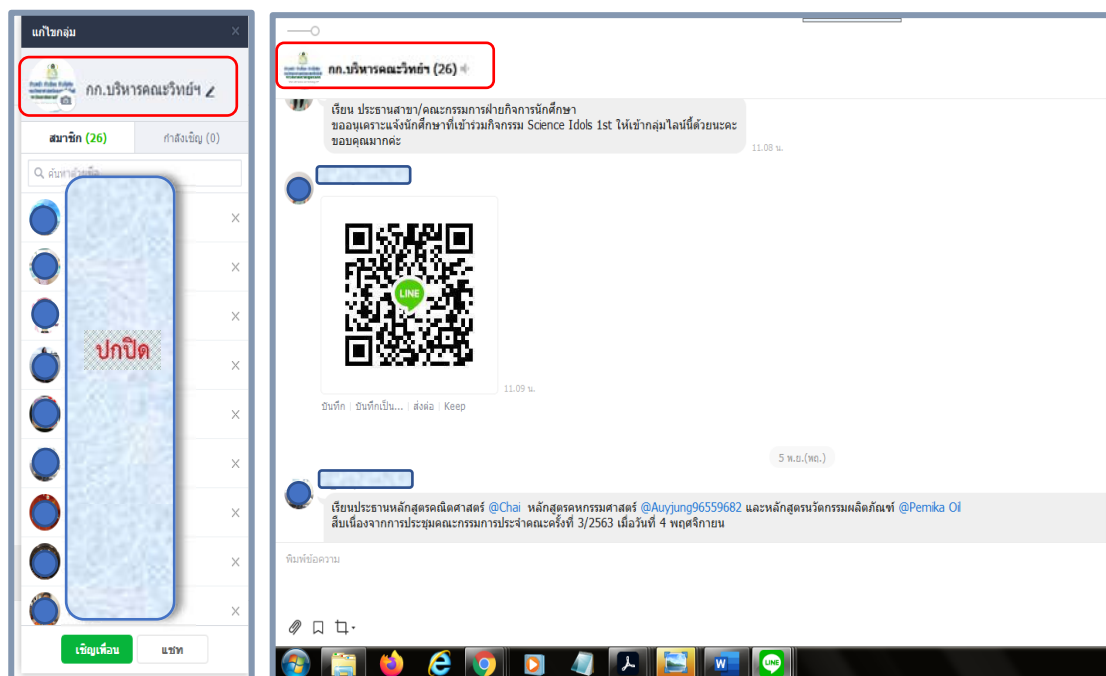 แก้ไขกลุ่ม
กก.บริหารคณะวิทย์ฯ
สมาชิก (26)
กำลังเชิญ (0)
ค้นหาด้วยชื่อ
ปกปิด
เชิญเพื่อน
แชท
กก.บริหารคณะวิทย์ฯ (26)
เรียน ประธานสาขา/คณะกรรมการฝ่ายกิจการนักศึกษา
ขออนุเคราะแจ้งนักศึกษาที่เข้าร่วมกิจกรรม Science Idols 1st ให้เข้ากลุ่มไลน์นี้ด้วยนะคะ
ขอบคุณมากค่ะ
11.08 น.
LINE
11.09 น.
บันทึก | บันทึกเป็น... | ส่งต่อ | Keep
5 พ.ย.(พฤ.)
เรียนประธานหลักสูตรคณิตศาสตร์ @Chai หลักสูตรคหกรรมศาสตร์ @Auyjung96559682 และหลักสูตรนวัตกรรมผลิตภัณฑ์ @Pemika Oil
สืบเนื่องจากการประชุมคณะกรรมการประจำคณะครั้งที่ 3/2563 เมื่อวันที่ 4 พฤศจิกายน
พิมพ์ข้อความ